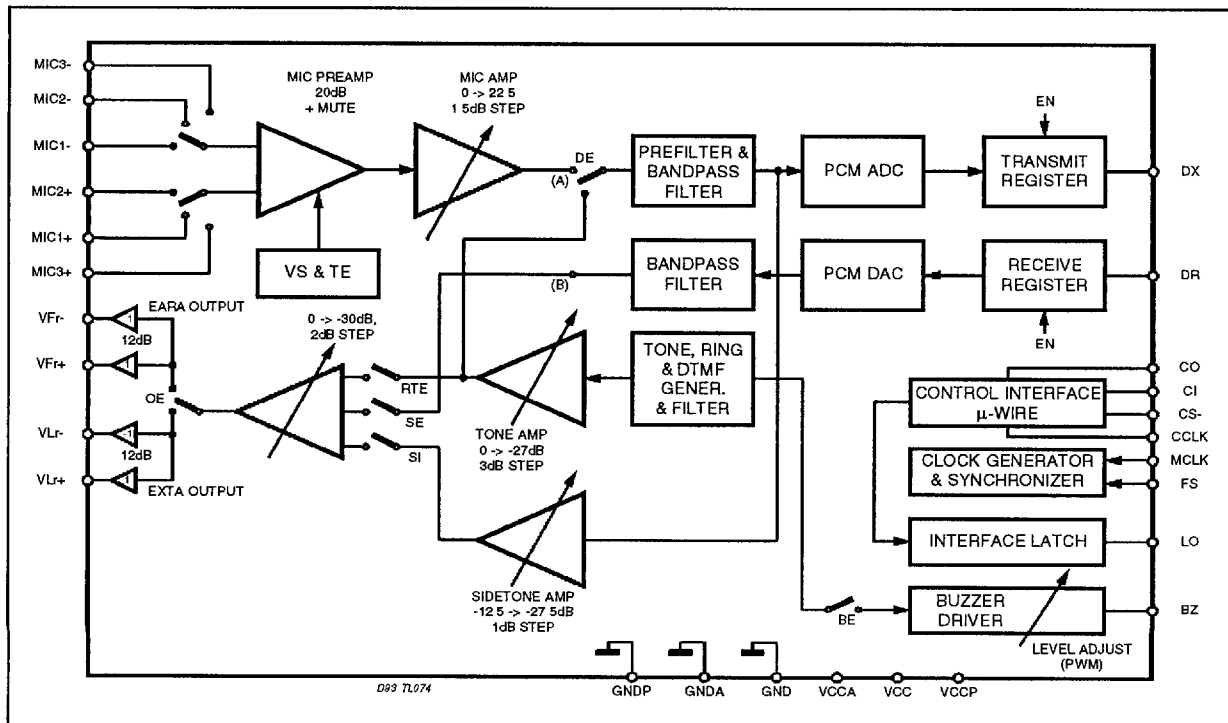 MIC3-
MIC2-
MIC1-
MIC2+
MIC1+
MIC3+
VFr-
VFr+
VLr-
VLr+
MIC PREAMP
20dB
+ MUTE
MIC AMP
0 -> 22 5
1 5dB STEP
VS & TE
DE
(A)
(B)
PREFILTER &
BANDPASS
FILTER
PCM ADC
EN
TRANSMIT
REGISTER
DX
BANDPASS
FILTER
PCM DAC
RECEIVE
REGISTER
DR
EN
EARA OUTPUT
-1
12dB
1
OE
-1
12dB
1
EXTA OUTPUT
0 -> -30dB,
2dB STEP
RTE
SE
SI
TONE AMP
0 -> -27dB
3dB STEP
TONE, RING
& DTMF
GENER.
& FILTER
SIDETONE AMP
-12 5 -> -27 5dB
1dB STEP
CONTROL INTERFACE
µ-WIRE
CO
CI
CS-
CCLK
CLOCK GENERATOR
& SYNCHRONIZER
MCLK
FS
INTERFACE LATCH
LO
BE
BUZZER
DRIVER
BZ
LEVEL ADJUST
(PWM)
D93 TL074
GNDP
GNDA
GND
VCCA
VCC
VCCP